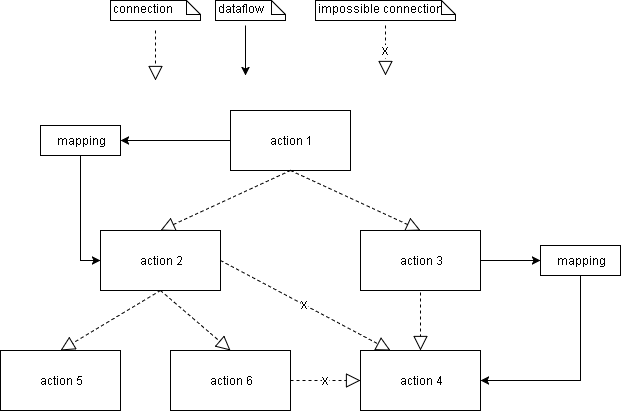 connection
dataflow
impossible connection
x
action 1
mapping
action 2
action 3
mapping
x
action 5
action 6
x
action 4